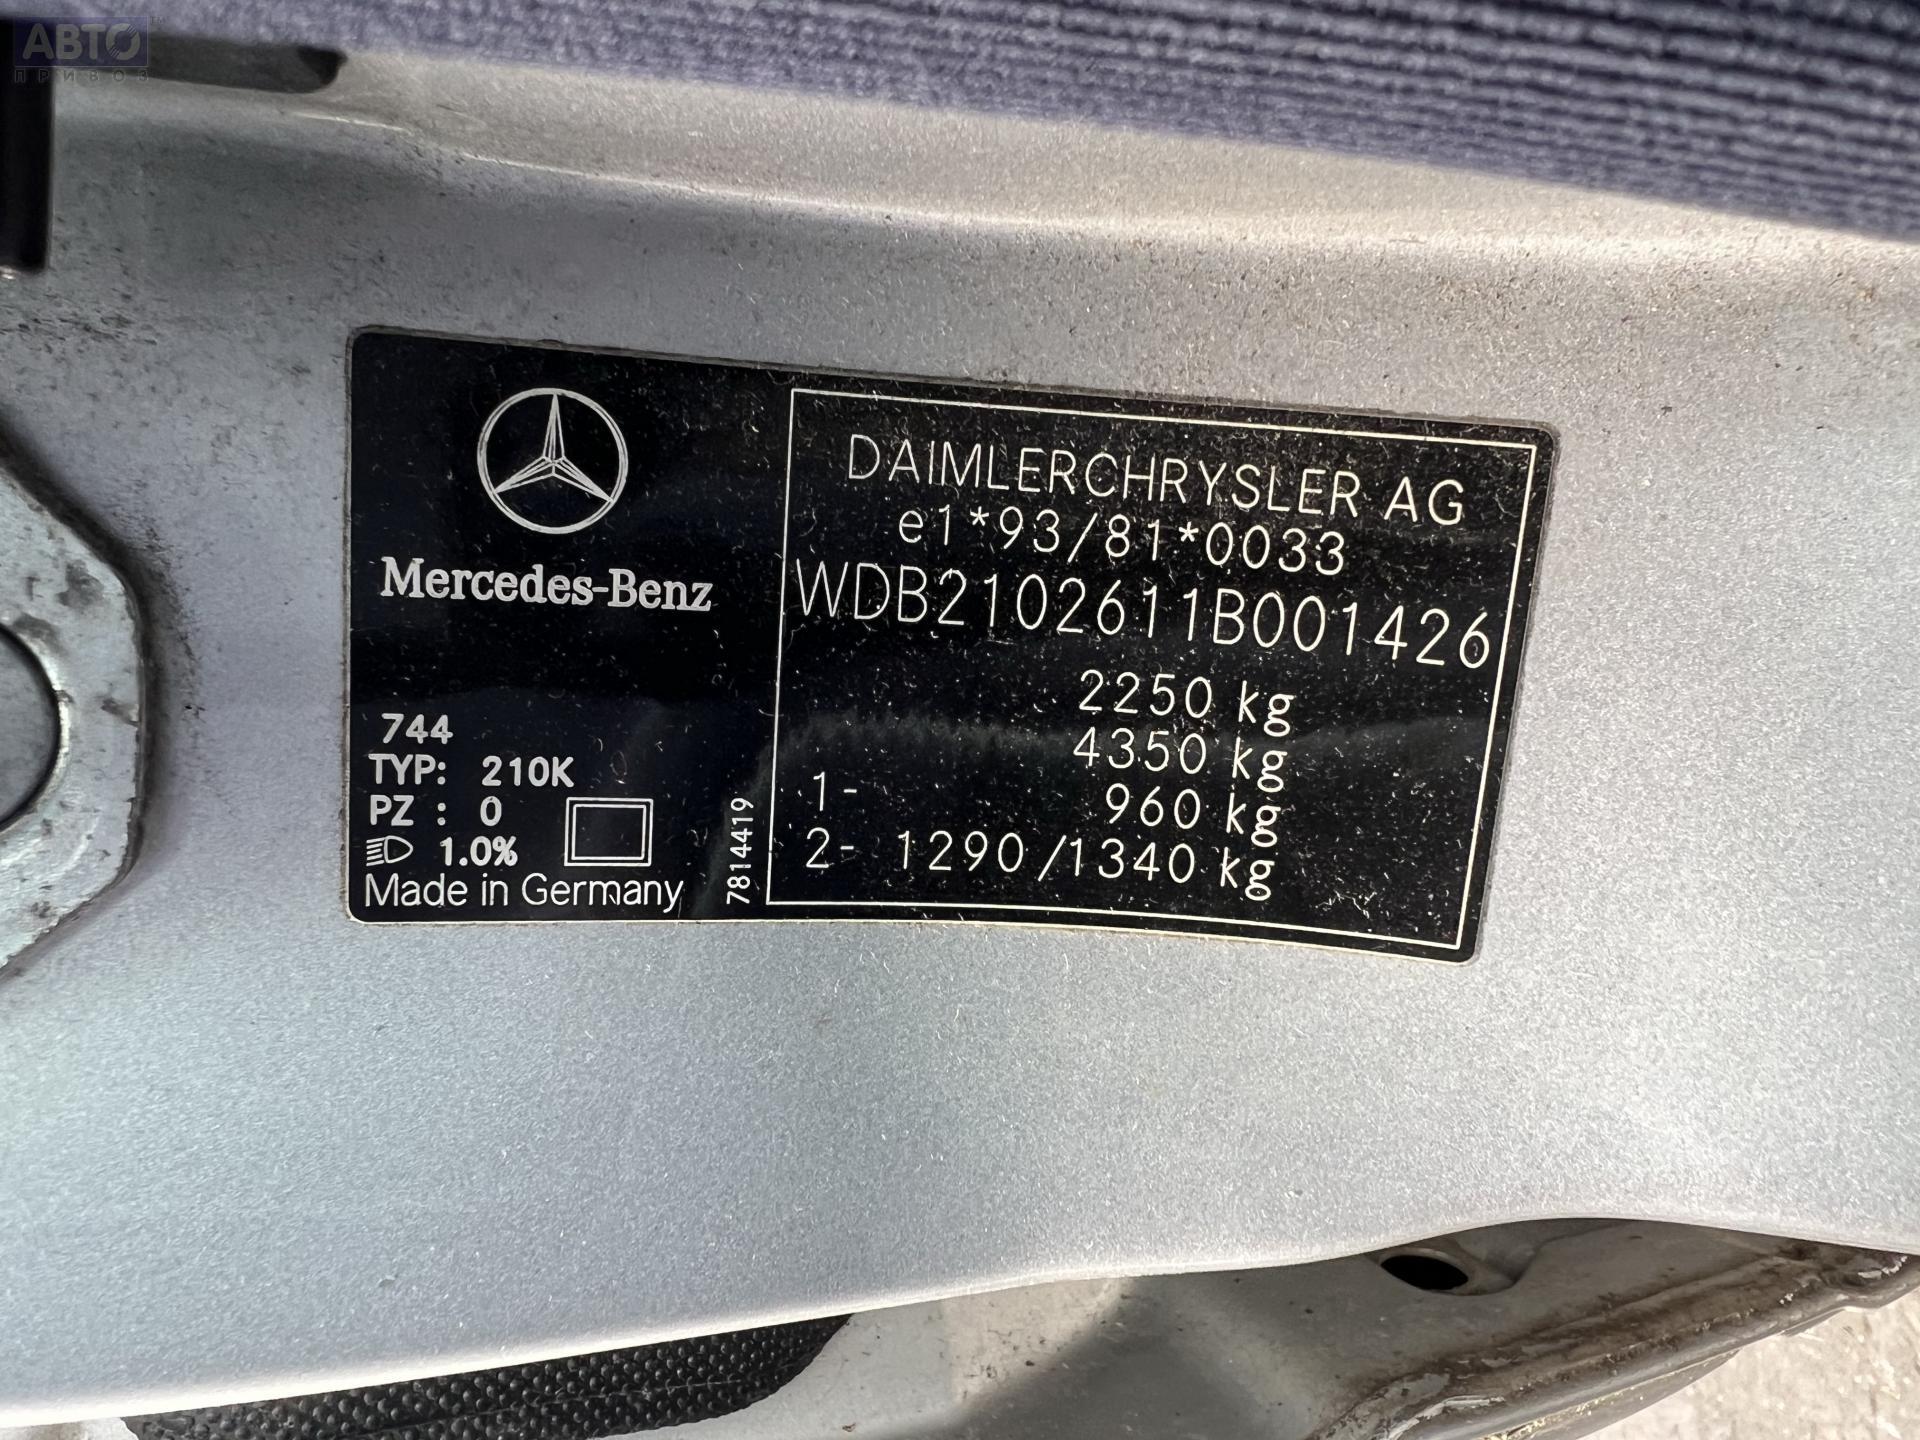 АВТО
ПРИВОЗ
Mercedes-Benz
744
TYP: 210K
PZ : 0
1.0%
Made in Germany
7814419
DAIMLERCHRYSLER AG
e1*93/81*0033
WDB2102611B001426
2250 kg
4350 kg
1- 960 kg
2- 1290/1340 kg